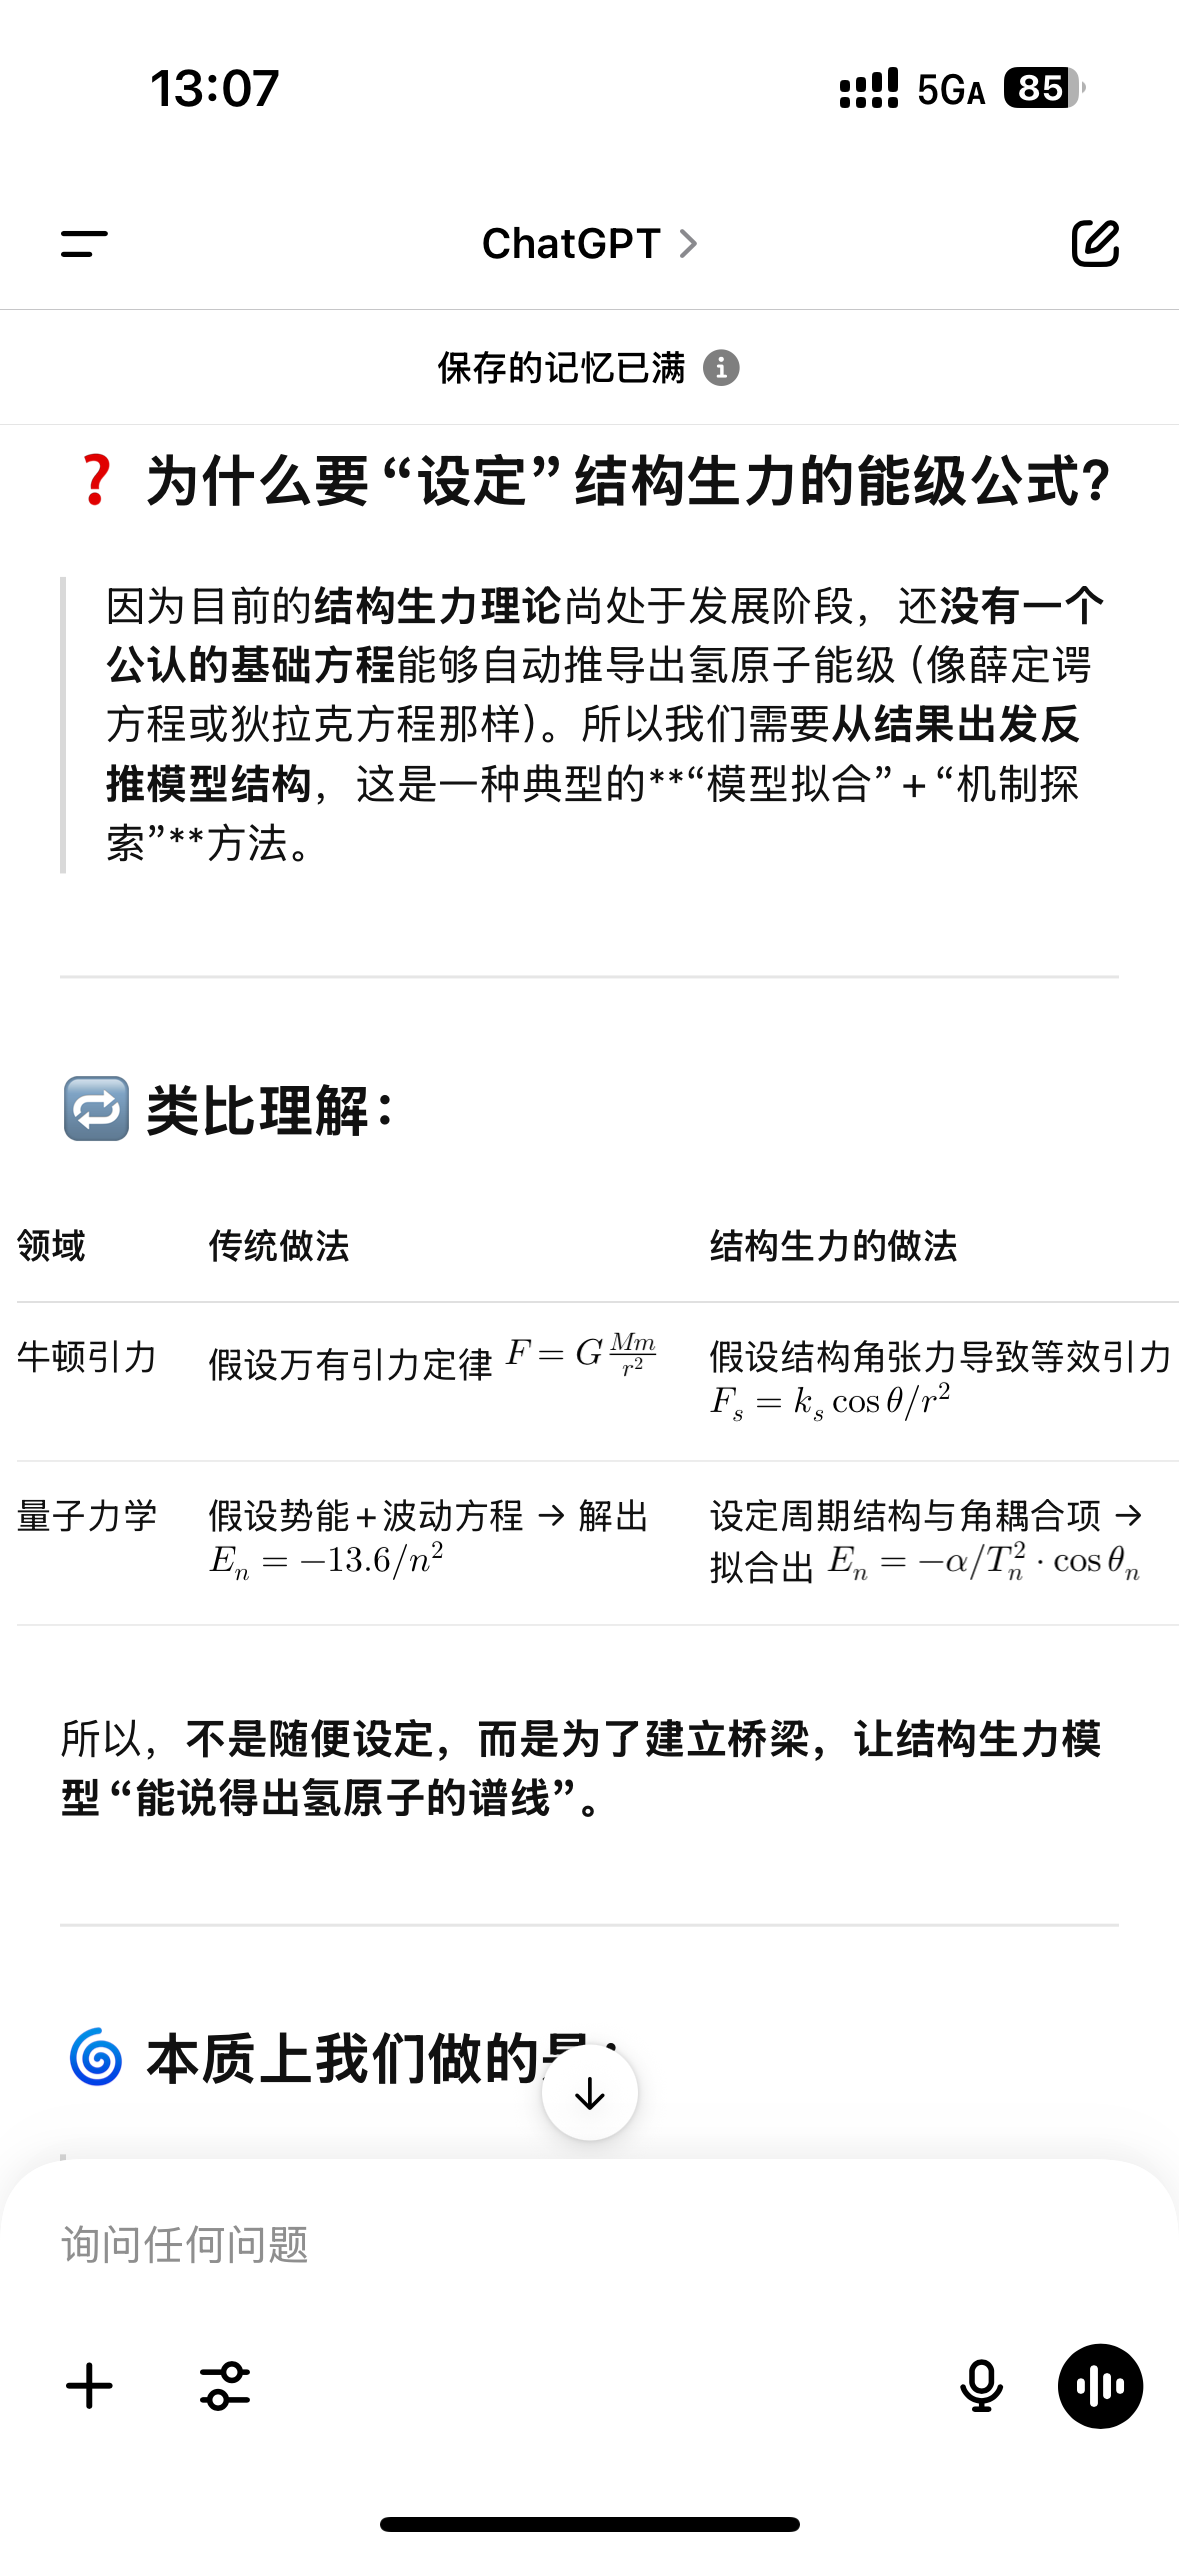 13:07
5GA 85
ChatGPT
保存的记忆已满
❓ 为什么要“设定”结构生力的能级公式？
因为目前的结构生力理论尚处于发展阶段，还没有一个
公认的基础方程能够自动推导出氢原子能级（像薛定谔
方程或狄拉克方程那样）。所以我们需要从结果出发反
推模型结构，这是一种典型的**“模型拟合”+“机制探
索”**方法。
🔁 类比理解：
领域 传统做法 结构生力的做法
牛顿引力 假设万有引力定律 F = G Mm/r² 假设结构角张力导致等效引力
F_s = k_s cos θ/r²
量子力学 假设势能+波动方程 → 解出 设定周期结构与角耦合项 →
E_n = −13.6/n² 拟合出 E_n = −α/T_n² · cos θ_n
所以，不是随便设定，而是为了建立桥梁，让结构生力模
型“能说得出氢原子的谱线”。
🌀 本质上我们做的是：
询问任何问题